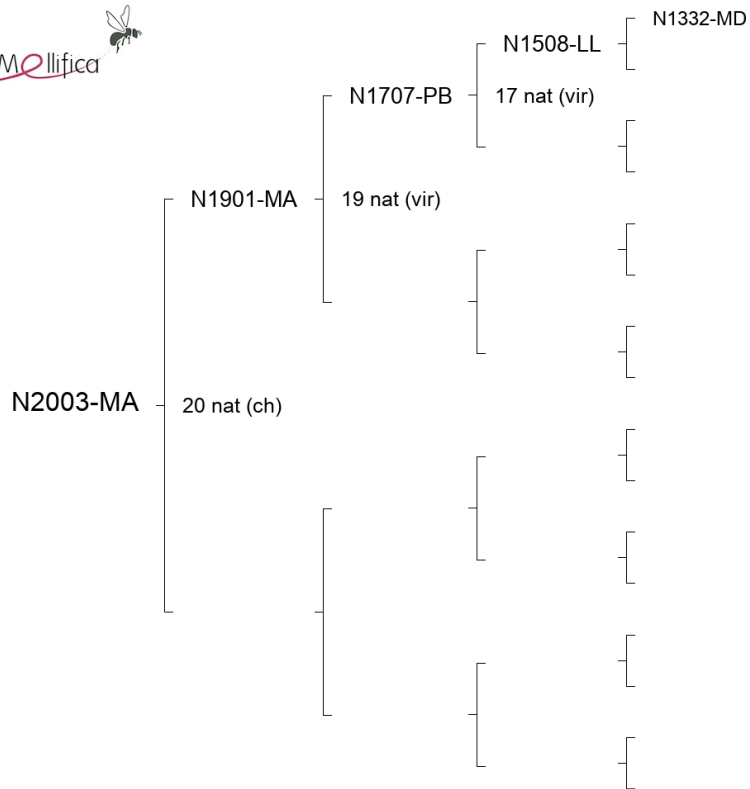 N1332-MD
N1508-LL
Mellifica
N1707-PB
17 nat (vir)
N1901-MA
19 nat (vir)
N2003-MA
20 nat (ch)